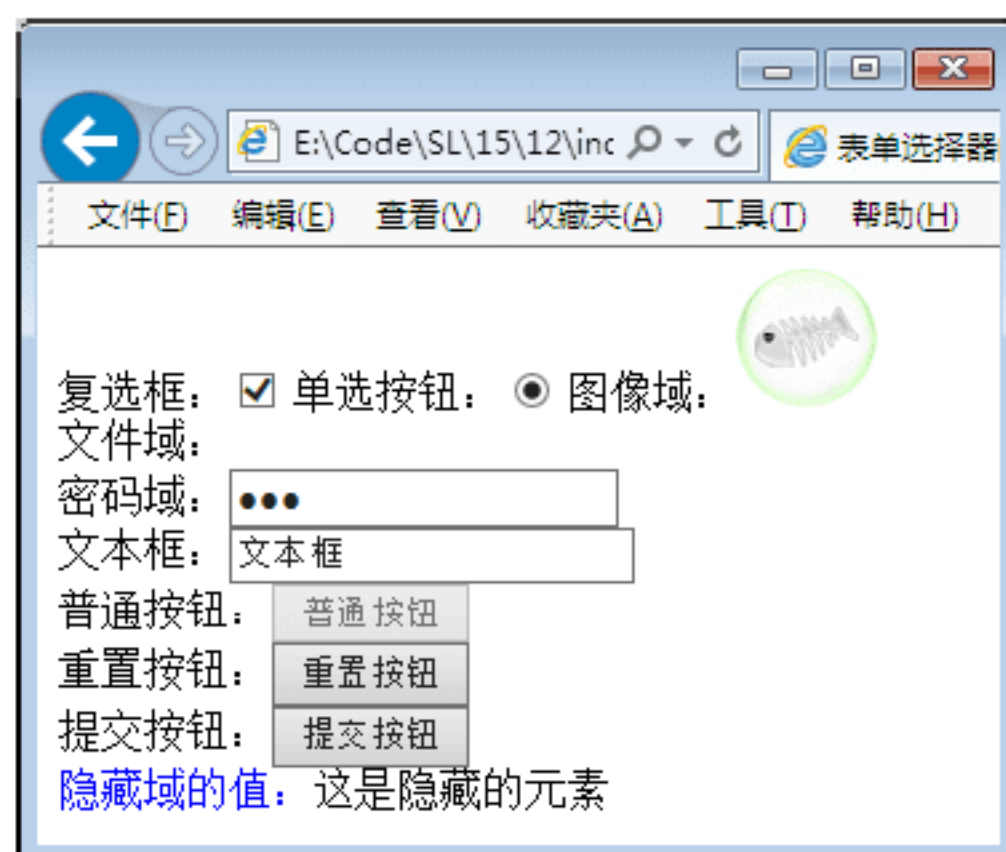 E:\Code\SL\15\12\inc
表单选择器
文件(F) 编辑(E) 查看(V) 收藏夹(A) 工具(T) 帮助(H)
复选框： 单选按钮： 图像域：
文件域：
密码域： ●●●
文本框： 文本框
普通按钮： 普通按钮
重置按钮： 重置按钮
提交按钮： 提交按钮
隐藏域的值：这是隐藏的元素